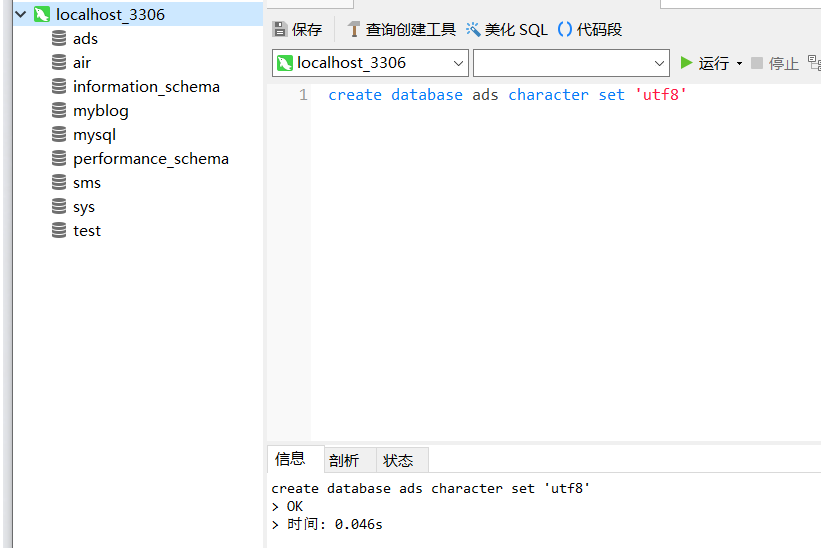 localhost_3306
ads
air
information_schema
myblog
mysql
performance_schema
sms
sys
test
保存 查询创建工具 美化 SQL () 代码段
localhost_3306 运行 停止
1 create database ads character set 'utf8'
信息 剖析 状态
create database ads character set 'utf8'
> OK
> 时间: 0.046s